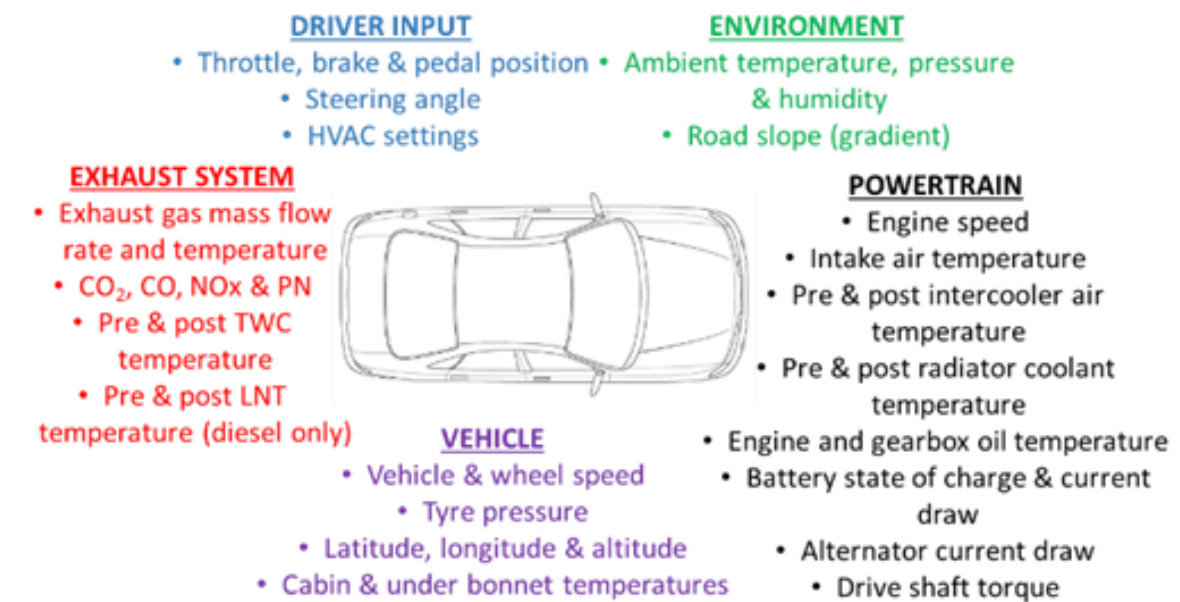 DRIVER INPUT
• Throttle, brake & pedal position
• Steering angle
• HVAC settings
ENVIRONMENT
• Ambient temperature, pressure
& humidity
• Road slope (gradient)
EXHAUST SYSTEM
• Exhaust gas mass flow
rate and temperature
• CO₂, CO, NOx & PN
• Pre & post TWC
temperature
• Pre & post LNT
temperature (diesel only)
POWERTRAIN
• Engine speed
• Intake air temperature
• Pre & post intercooler air
temperature
• Pre & post radiator coolant
temperature
• Engine and gearbox oil temperature
• Battery state of charge & current
draw
• Alternator current draw
• Drive shaft torque
VEHICLE
• Vehicle & wheel speed
• Tyre pressure
• Latitude, longitude & altitude
• Cabin & under bonnet temperatures